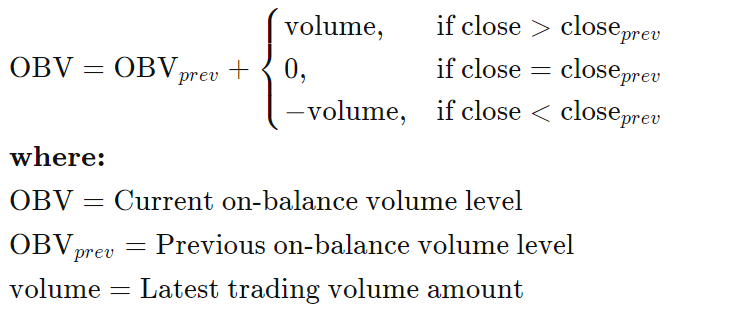 volume, if close > close_prev
OBV = OBV_prev + { 0, if close = close_prev
−volume, if close < close_prev
where:
OBV = Current on-balance volume level
OBV_prev = Previous on-balance volume level
volume = Latest trading volume amount